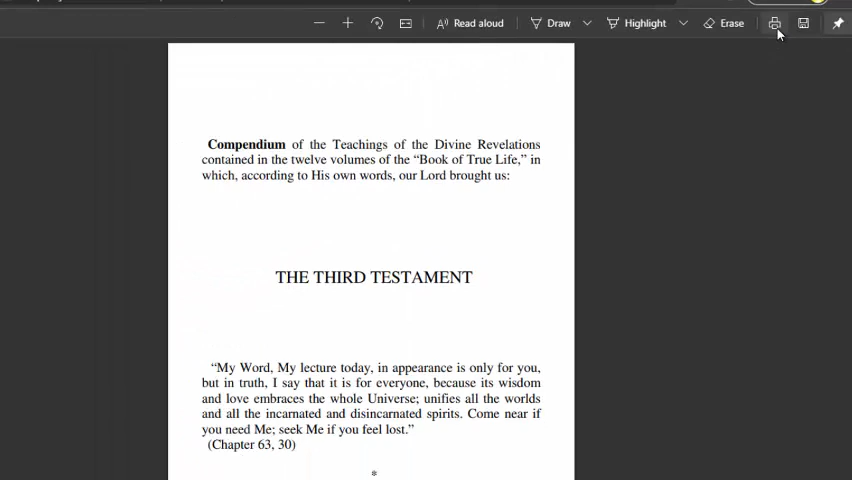 Read aloud Draw Highlight Erase
Compendium of the Teachings of the Divine Revelations
contained in the twelve volumes of the “Book of True Life,” in
which, according to His own words, our Lord brought us:
THE THIRD TESTAMENT
“My Word, My lecture today, in appearance is only for you,
but in truth, I say that it is for everyone, because its wisdom
and love embraces the whole Universe; unifies all the worlds
and all the incarnated and disincarnated spirits. Come near if
you need Me; seek Me if you feel lost.”
(Chapter 63, 30)
*